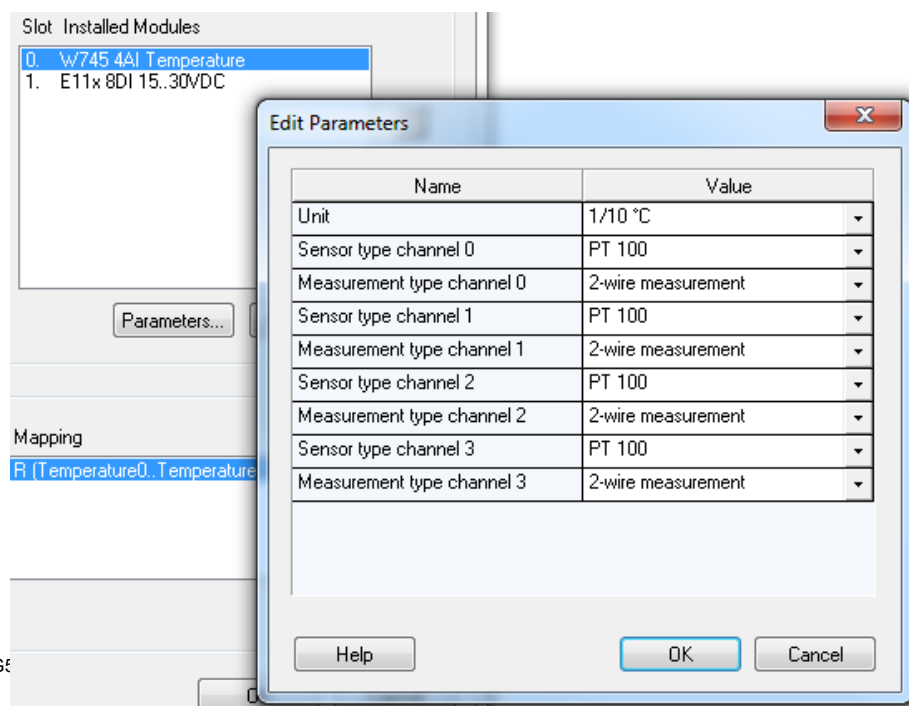 Slot Installed Modules
0. W745 4AI Temperature
1. E11x 8DI 15..30VDC
Edit Parameters
Name Value
Unit 1/10 °C
Sensor type channel 0 PT 100
Measurement type channel 0 2-wire measurement
Sensor type channel 1 PT 100
Measurement type channel 1 2-wire measurement
Sensor type channel 2 PT 100
Measurement type channel 2 2-wire measurement
Sensor type channel 3 PT 100
Measurement type channel 3 2-wire measurement
Parameters...
Mapping
R (Temperature0..Temperature
Help OK Cancel